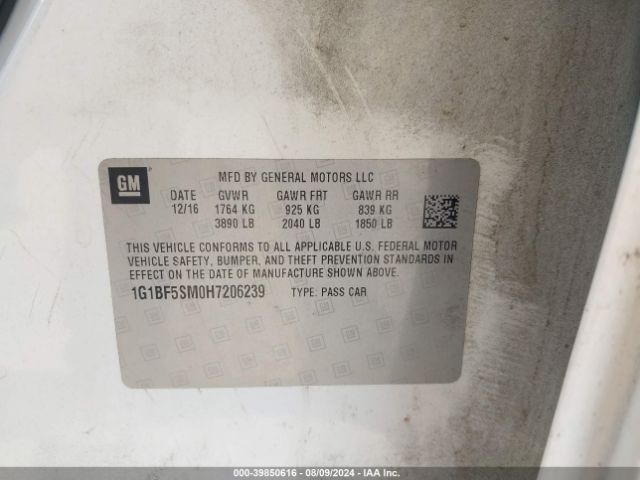 GM
MFD BY GENERAL MOTORS LLC
DATE GVWR GAWR FRT GAWR RR
12/16 1764 KG 925 KG 839 KG
3890 LB 2040 LB 1850 LB
THIS VEHICLE CONFORMS TO ALL APPLICABLE U.S. FEDERAL MOTOR
VEHICLE SAFETY, BUMPER, AND THEFT PREVENTION STANDARDS IN
EFFECT ON THE DATE OF MANUFACTURE SHOWN ABOVE.
1G1BF5SM0H7206239 TYPE: PASS CAR
000-39850616 - 08/09/2024 - IAA Inc.